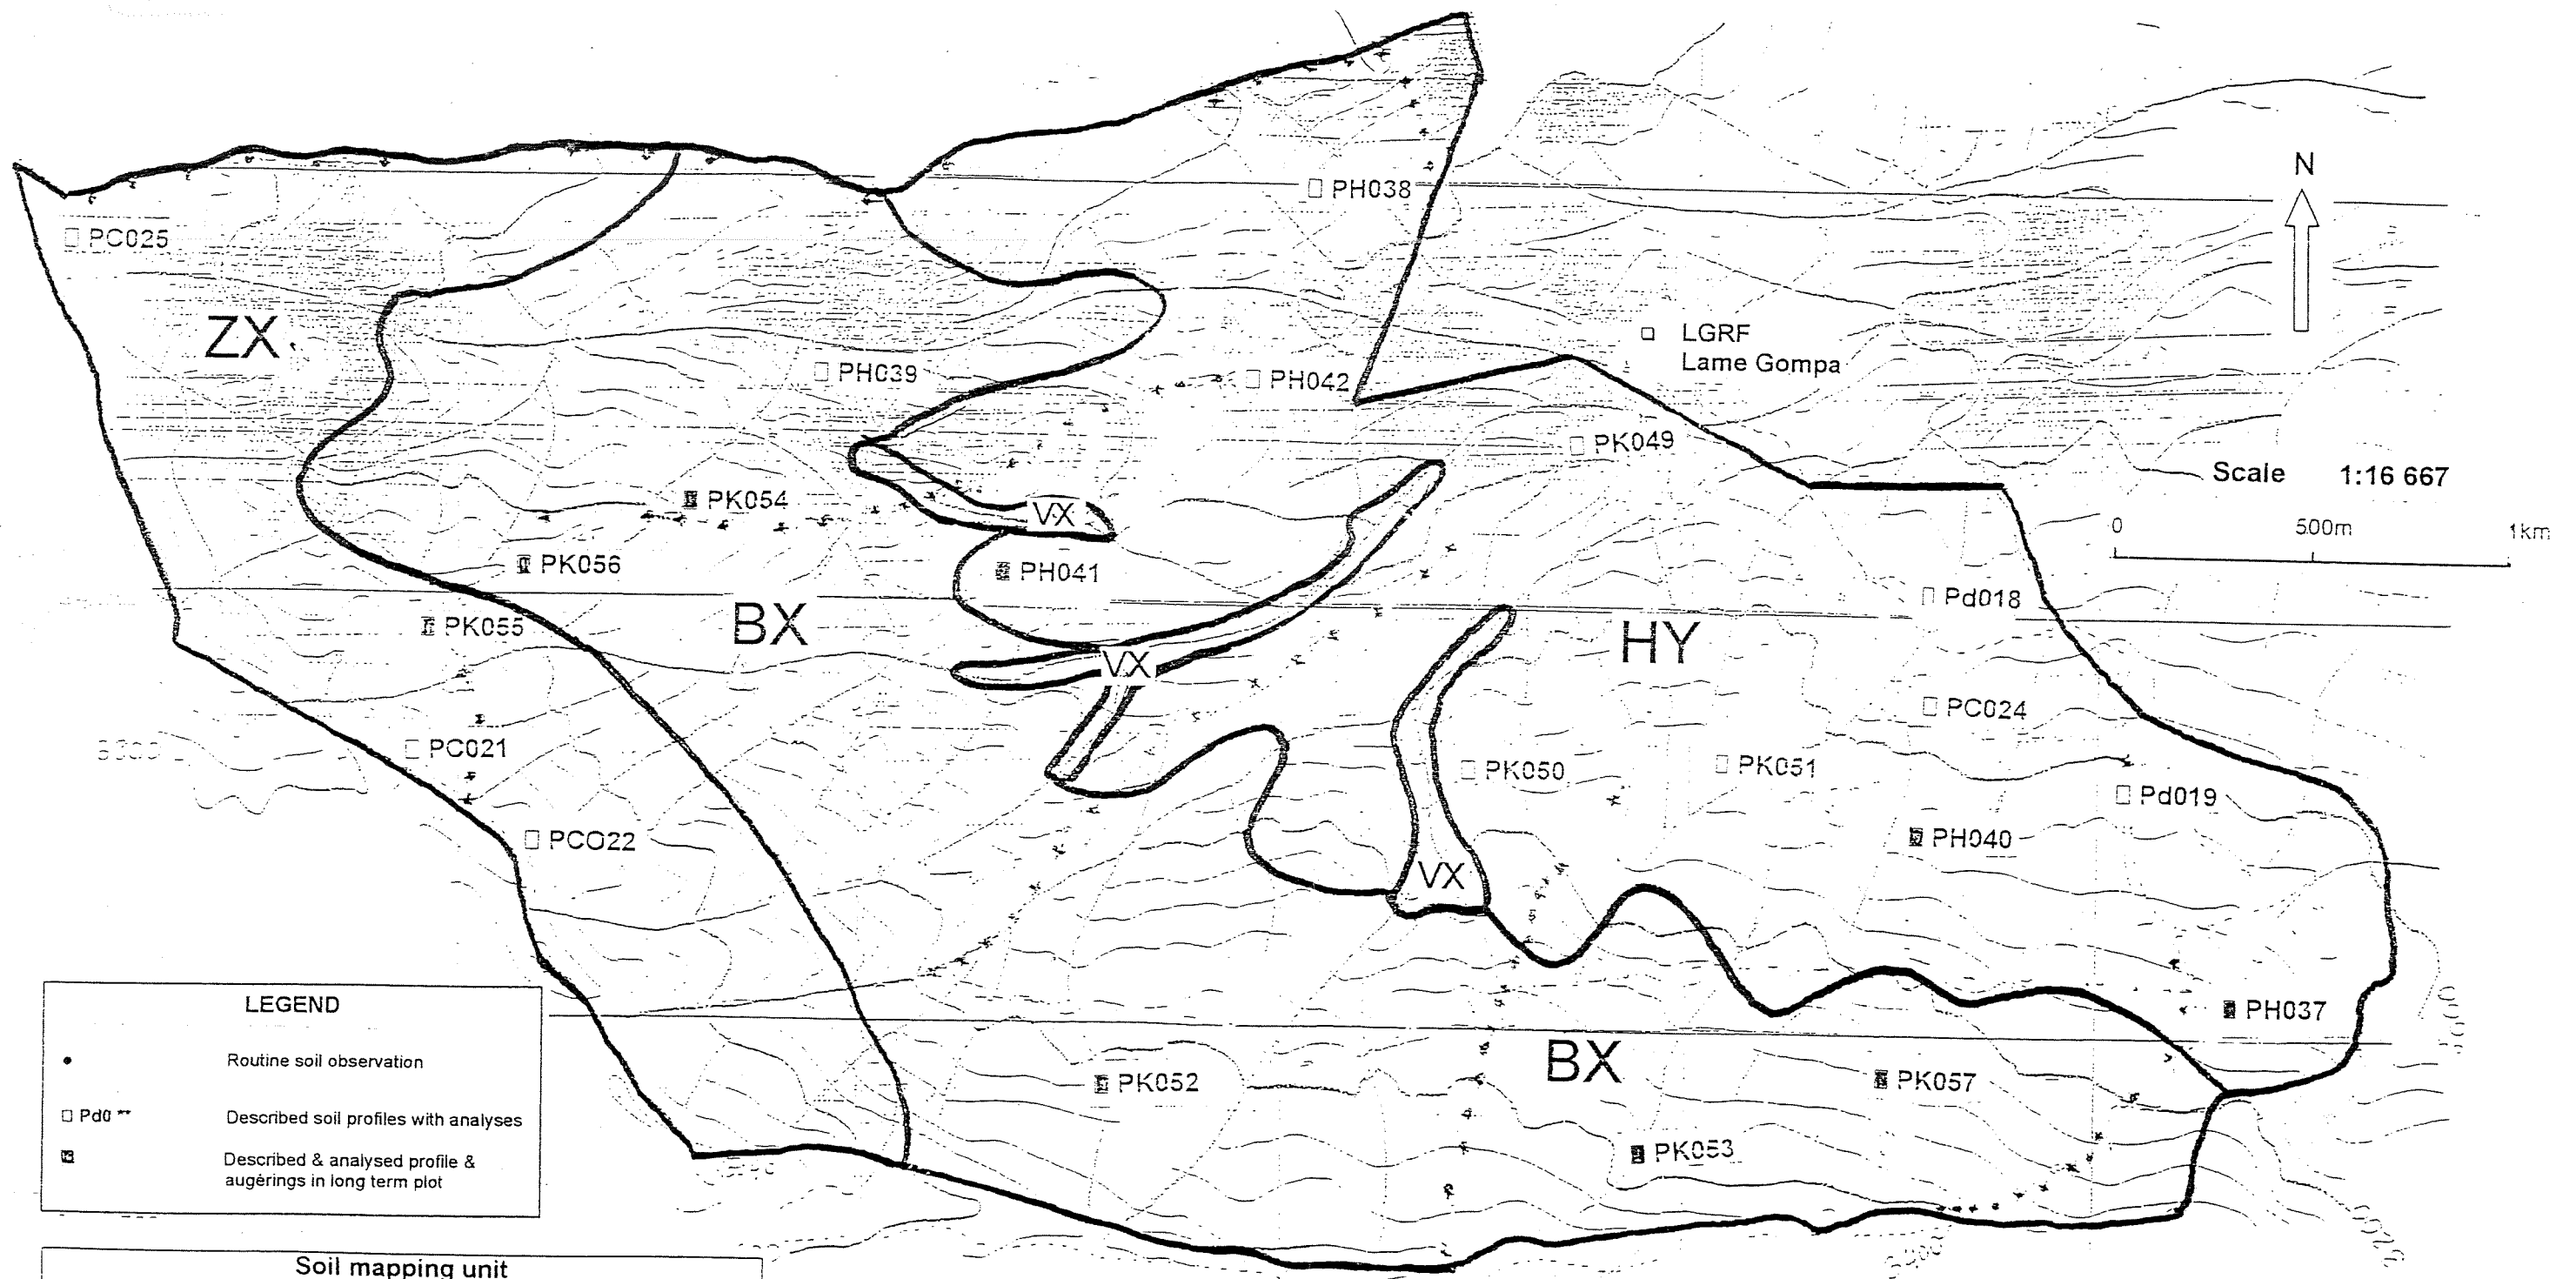 N
PH038
PC025
ZX
LGRF
Lame Gompa
PH039
PH042
PK049
Scale 1:16 667
0 500m 1km
PK054
VX
PK056
PH041
BX
Pd018
PK055
HY
VX
PC021
PC024
PK050
PK051
Pd019
PCO22
PH040
VX
LEGEND
Routine soil observation
Pd0 **
Described soil profiles with analyses
Described & analysed profile &
augerings in long term plot
PH037
BX
PK052
PK057
PK053
Soil mapping unit